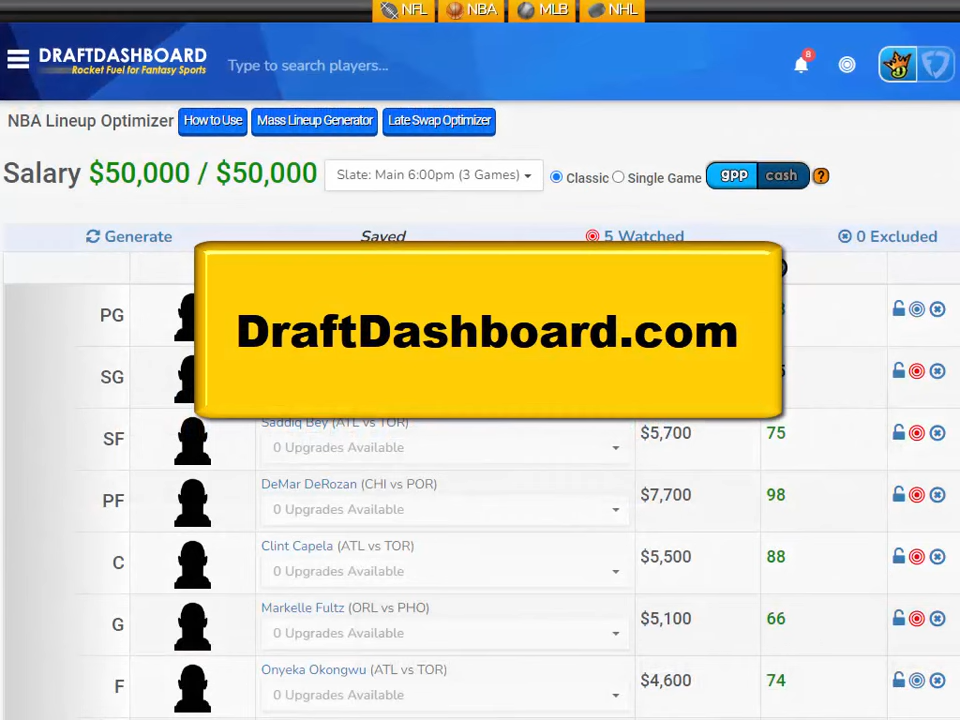 NFL NBA MLB NHL
DRAFTDASHBOARD
Rocket Fuel for Fantasy Sports
Type to search players...
8
NBA Lineup Optimizer How to Use Mass Lineup Generator Late Swap Optimizer
Salary $50,000 / $50,000 Slate: Main 6:00pm (3 Games) Classic Single Game gpp cash ?
Generate Saved 5 Watched 0 Excluded
DraftDashboard.com
PG
SG
SF Saddiq Bey (ATL vs TOR) $5,700 75
0 Upgrades Available
PF DeMar DeRozan (CHI vs POR) $7,700 98
0 Upgrades Available
C Clint Capela (ATL vs TOR) $5,500 88
0 Upgrades Available
G Markelle Fultz (ORL vs PHO) $5,100 66
0 Upgrades Available
F Onyeka Okongwu (ATL vs TOR) $4,600 74
0 Upgrades Available